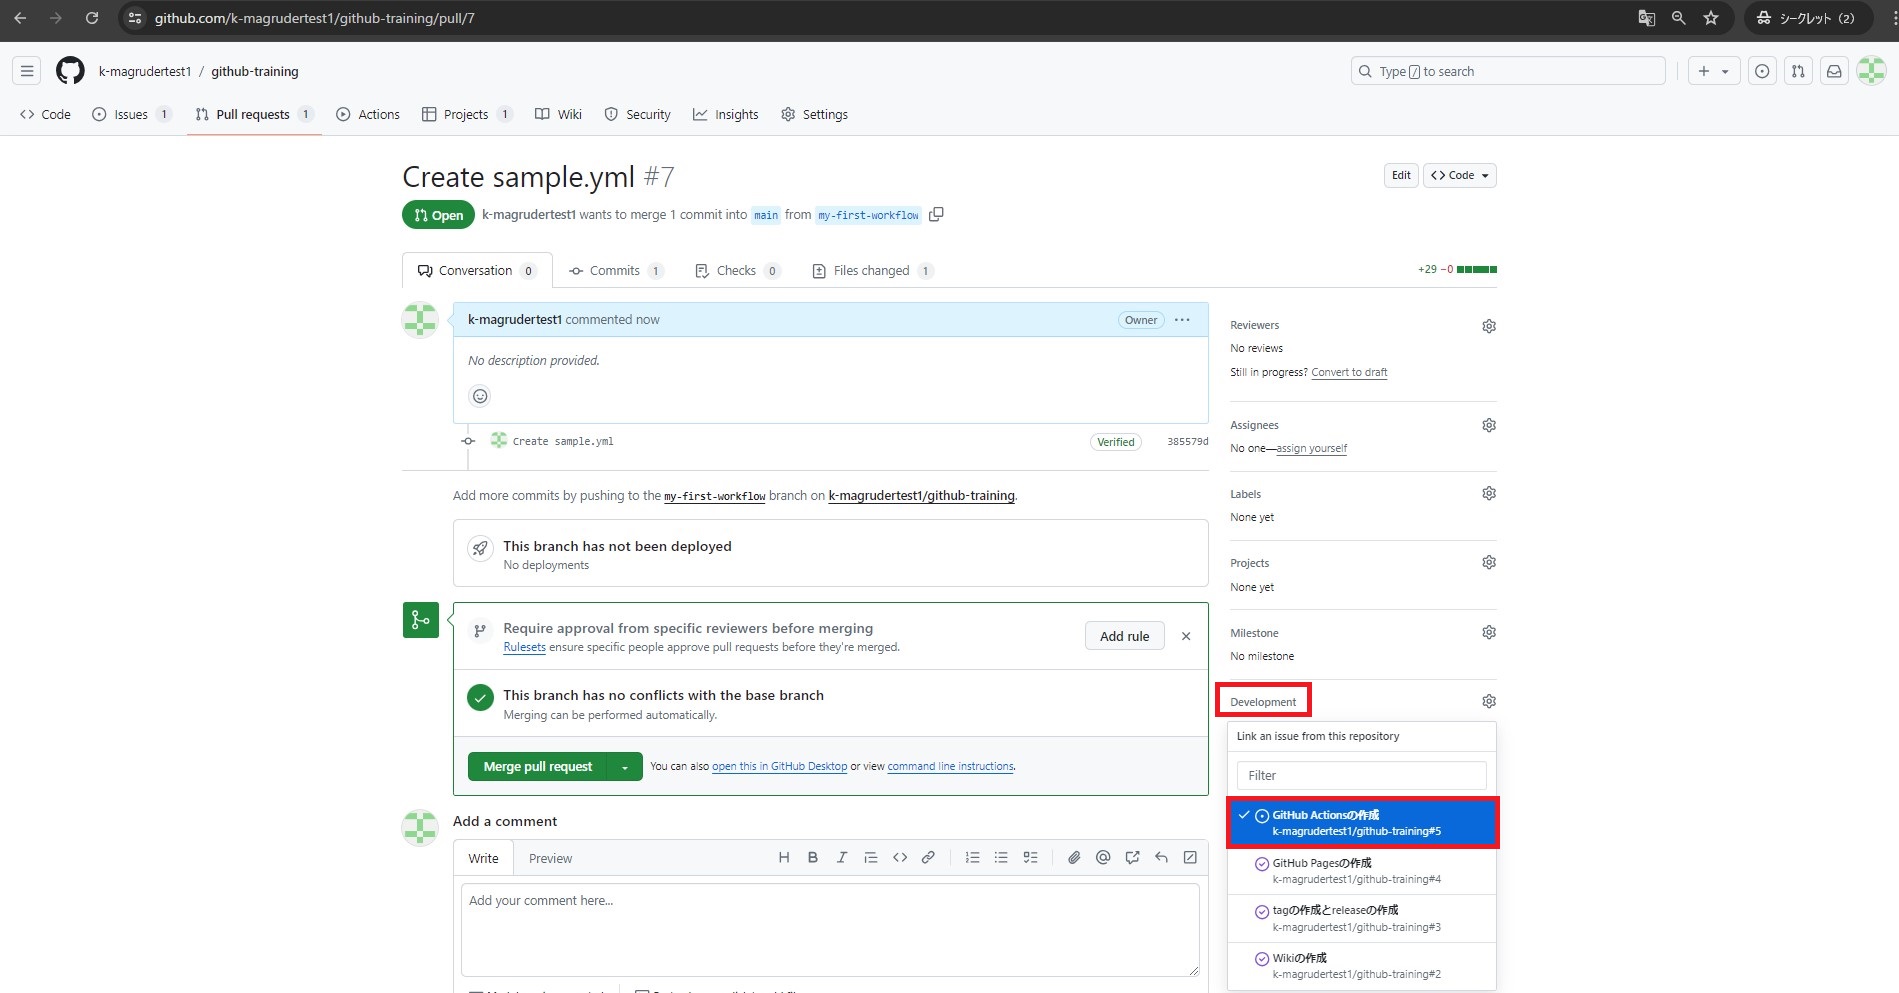 github.com/k-magrudertest1/github-training/pull/7
シークレット (2)
k-magrudertest1 / github-training
Type / to search
Code
Issues 1
Pull requests 1
Actions
Projects 1
Wiki
Security
Insights
Settings
Create sample.yml #7
Edit
Code
Open
k-magrudertest1 wants to merge 1 commit into main from my-first-workflow
Conversation 0
Commits 1
Checks 0
Files changed 1
+29 −0
k-magrudertest1 commented now
Owner
No description provided.
Create sample.yml
Verified
385579d
Add more commits by pushing to the my-first-workflow branch on k-magrudertest1/github-training.
This branch has not been deployed
No deployments
Require approval from specific reviewers before merging
Rulesets ensure specific people approve pull requests before they're merged.
Add rule
This branch has no conflicts with the base branch
Merging can be performed automatically.
Merge pull request
You can also open this in GitHub Desktop or view command line instructions.
Add a comment
Write
Preview
Add your comment here...
Reviewers
No reviews
Still in progress? Convert to draft
Assignees
No one—assign yourself
Labels
None yet
Projects
None yet
Milestone
No milestone
Development
Link an issue from this repository
Filter
GitHub Actionsの作成
k-magrudertest1/github-training#5
GitHub Pagesの作成
k-magrudertest1/github-training#4
tagの作成とreleaseの作成
k-magrudertest1/github-training#3
Wikiの作成
k-magrudertest1/github-training#2